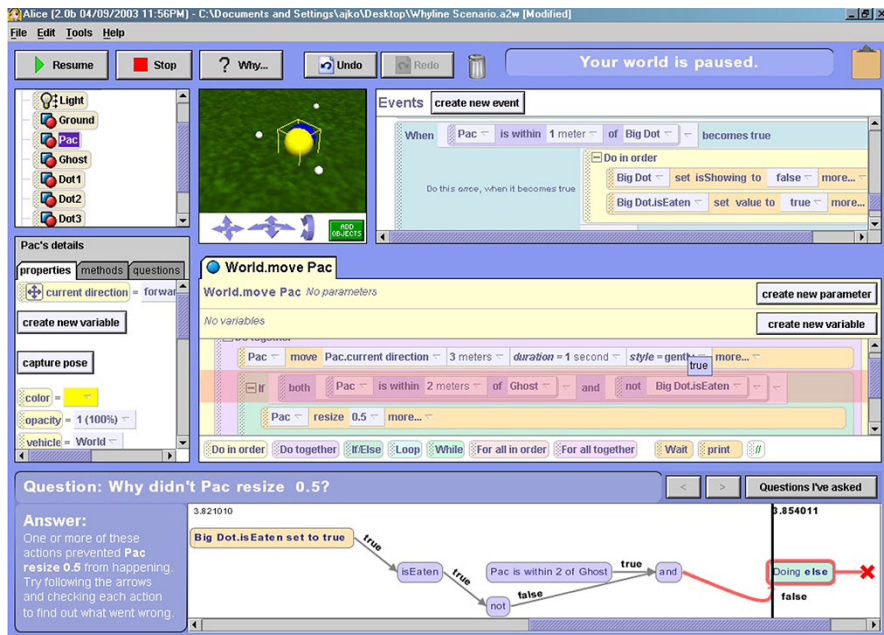 Alice (2.0b 04/09/2003 11:56PM) - C:\Documents and Settings\ajko\Desktop\Whyline Scenario.a2w [Modified]
File Edit Tools Help
Resume Stop ? Why... Undo Redo Your world is paused.
Light
Ground
Pac
Ghost
Dot1
Dot2
Dot3
ADD OBJECTS
Events create new event
When Pac is within 1 meter of Big Dot becomes true
Do this once, when it becomes true
Do in order
Big Dot set isShowing to false more...
Big Dot.isEaten set value to true more...
Pac's details
properties methods questions
current direction = forwar
create new variable
capture pose
color =
opacity = 1 (100%)
vehicle = World
World.move Pac
World.move Pac No parameters create new parameter
No variables create new variable
Do together
Pac move Pac.current direction 3 meters duration = 1 second style = gently more...
true
If both Pac is within 2 meters of Ghost and not Big Dot.isEaten
Pac resize 0.5 more...
Do in order Do together If/Else Loop While For all in order For all together Wait print //
Question: Why didn't Pac resize 0.5? < > Questions I've asked
Answer:
One or more of these
actions prevented Pac
resize 0.5 from happening.
Try following the arrows
and checking each action
to find out what went wrong.
3.821010 3.854011
Big Dot.isEaten set to true true
isEaten true Pac is within 2 of Ghost true and Doing else
not false false